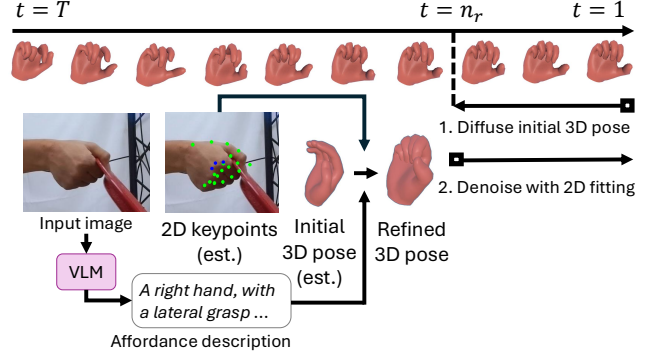 t = T
t = n_r
t = 1
1. Diffuse initial 3D pose
2. Denoise with 2D fitting
Input image
2D keypoints
(est.)
Initial
3D pose
(est.)
Refined
3D pose
VLM
A right hand, with
a lateral grasp ...
Affordance description